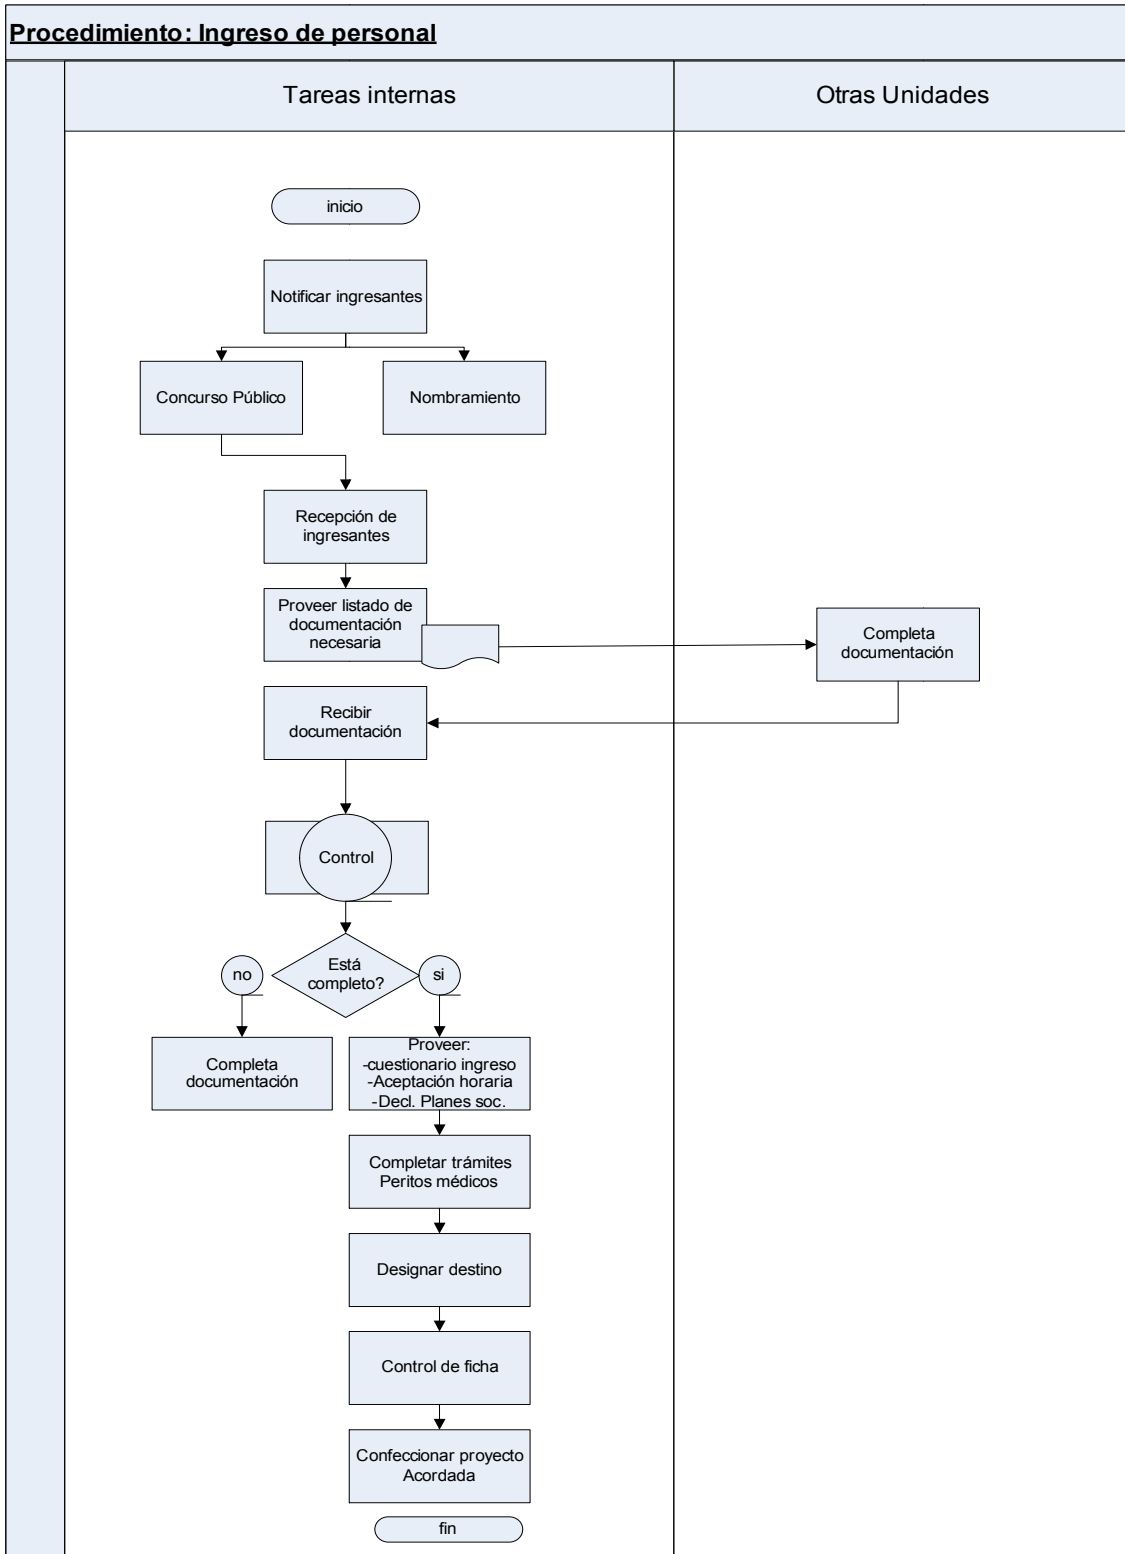 Procedimiento: Ingreso de personal
Tareas internas
Otras Unidades
inicio
Notificar ingresantes
Concurso Público
Nombramiento
Recepción de
ingresantes
Proveer listado de
documentación
necesaria
Completa
documentación
Recibir
documentación
Control
Está
completo?
no
si
Completa
documentación
Proveer:
-cuestionario ingreso
-Aceptación horaria
-Decl. Planes soc.
Completar trámites
Peritos médicos
Designar destino
Control de ficha
Confeccionar proyecto
Acordada
fin